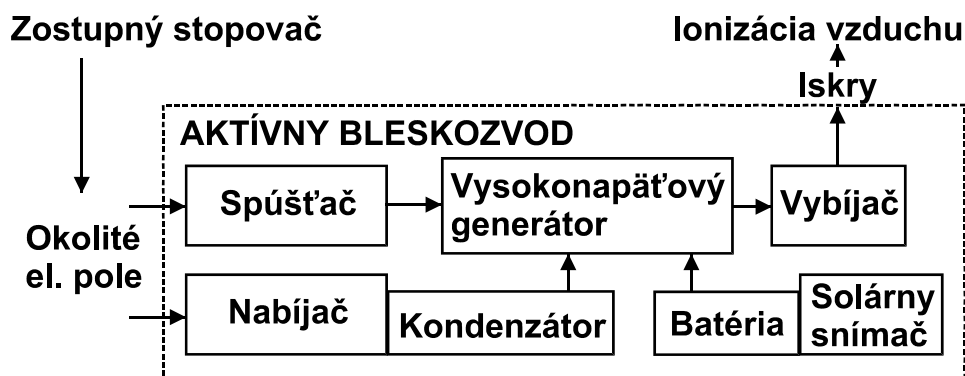 Zostupný stopovač
Ionizácia vzduchu
Iskry
AKTÍVNY BLESKOZVOD
Spúšťač
Vysokonapäťový
generátor
Vybíjač
Okolité
el. pole
Nabíjač
Kondenzátor
Batéria
Solárny
snímač